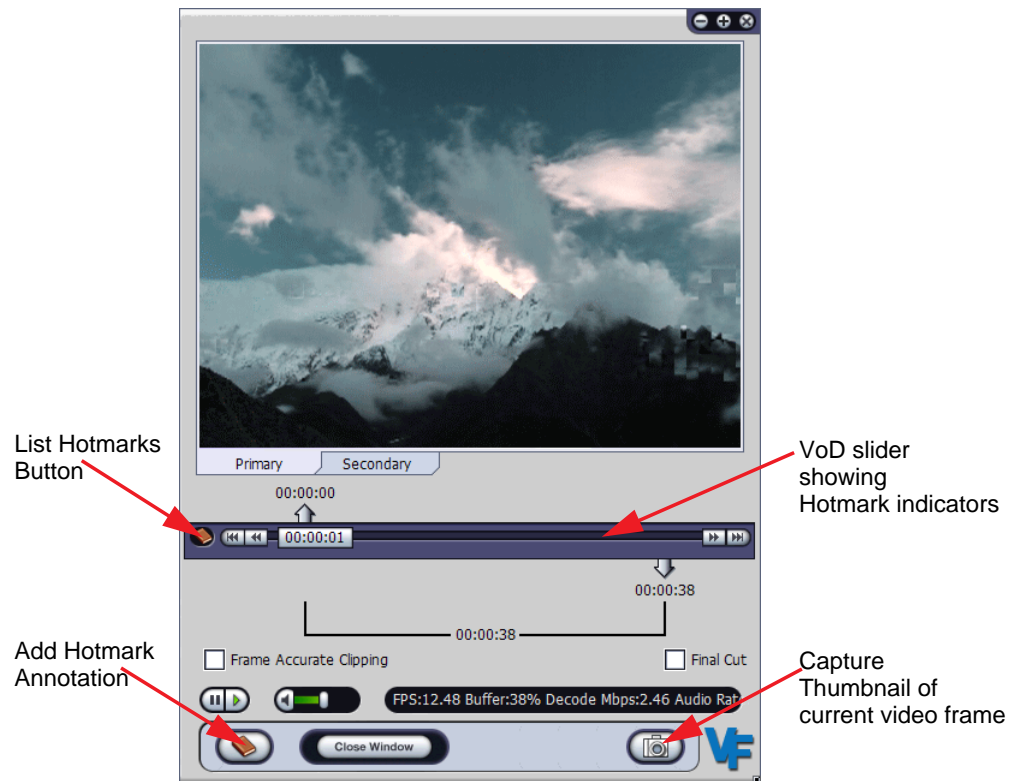 List Hotmarks
Button
Primary
Secondary
VoD slider
showing
Hotmark indicators
00:00:00
00:00:01
00:00:38
00:00:38
Add Hotmark
Annotation
Frame Accurate Clipping
Final Cut
Capture
Thumbnail of
current video frame
FPS:12.48 Buffer:38% Decode Mbps:2.46 Audio Rat
Close Window
VF